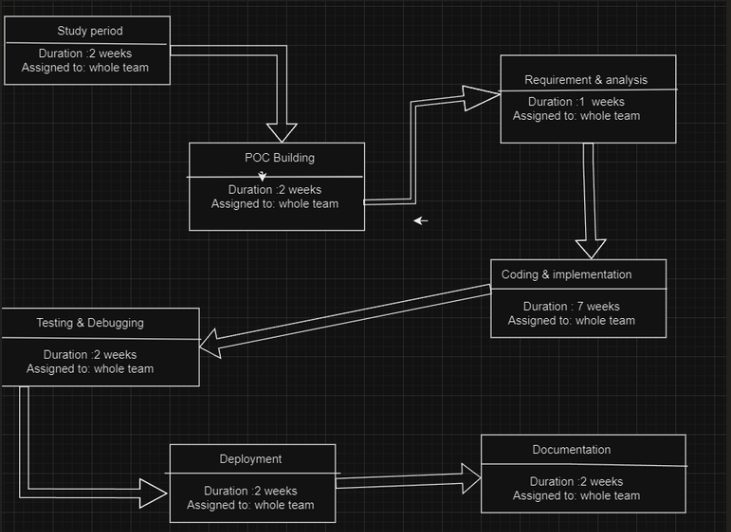 Study period
Duration :2 weeks
Assigned to: whole team
Requirement & analysis
Duration :1  weeks
Assigned to: whole team
POC Building
Duration :2 weeks
Assigned to: whole team
Coding & implementation
Duration : 7 weeks
Assigned to: whole team
Testing & Debugging
Duration :2 weeks
Assigned to: whole team
Deployment
Duration :2 weeks
Assigned to: whole team
Documentation
Duration :2 weeks
Assigned to: whole team